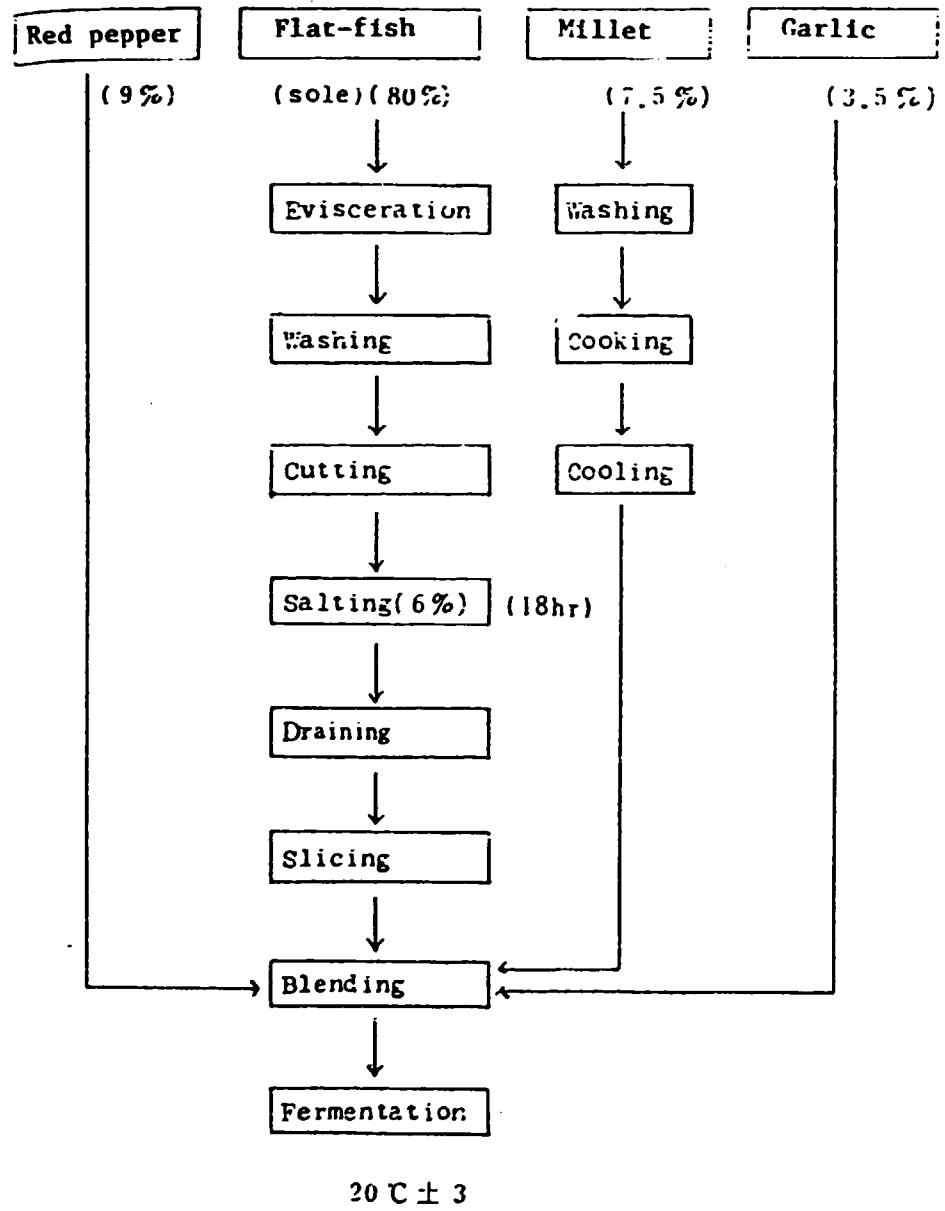 Red pepper Flat-fish Millet Garlic
(9%) (sole)(80%) (7.5%) (3.5%)
Evisceration Washing
Washing Cooking
Cutting Cooling
Salting(6%) (18hr)
Draining
Slicing
Blending
Fermentation
20℃±3